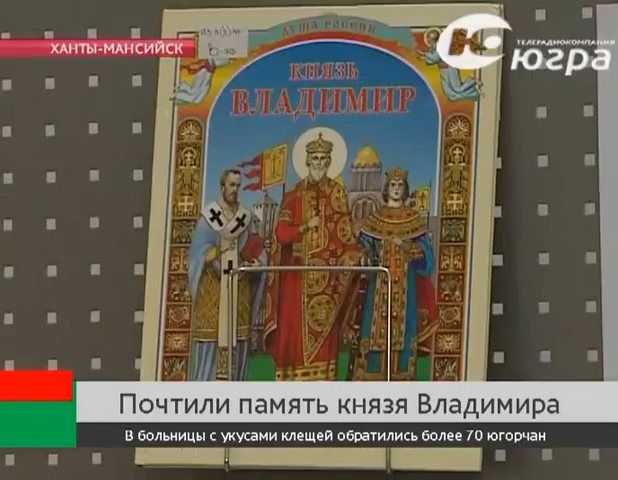 ХАНТЫ-МАНСИЙСК
ТЕЛЕРАДИОКОМПАНИЯ
югра
ДУША РОССИИ
КНЯЗЬ
ВЛАДИМИР
Почтили память князя Владимира
В больницы с укусами клещей обратились более 70 югорчан